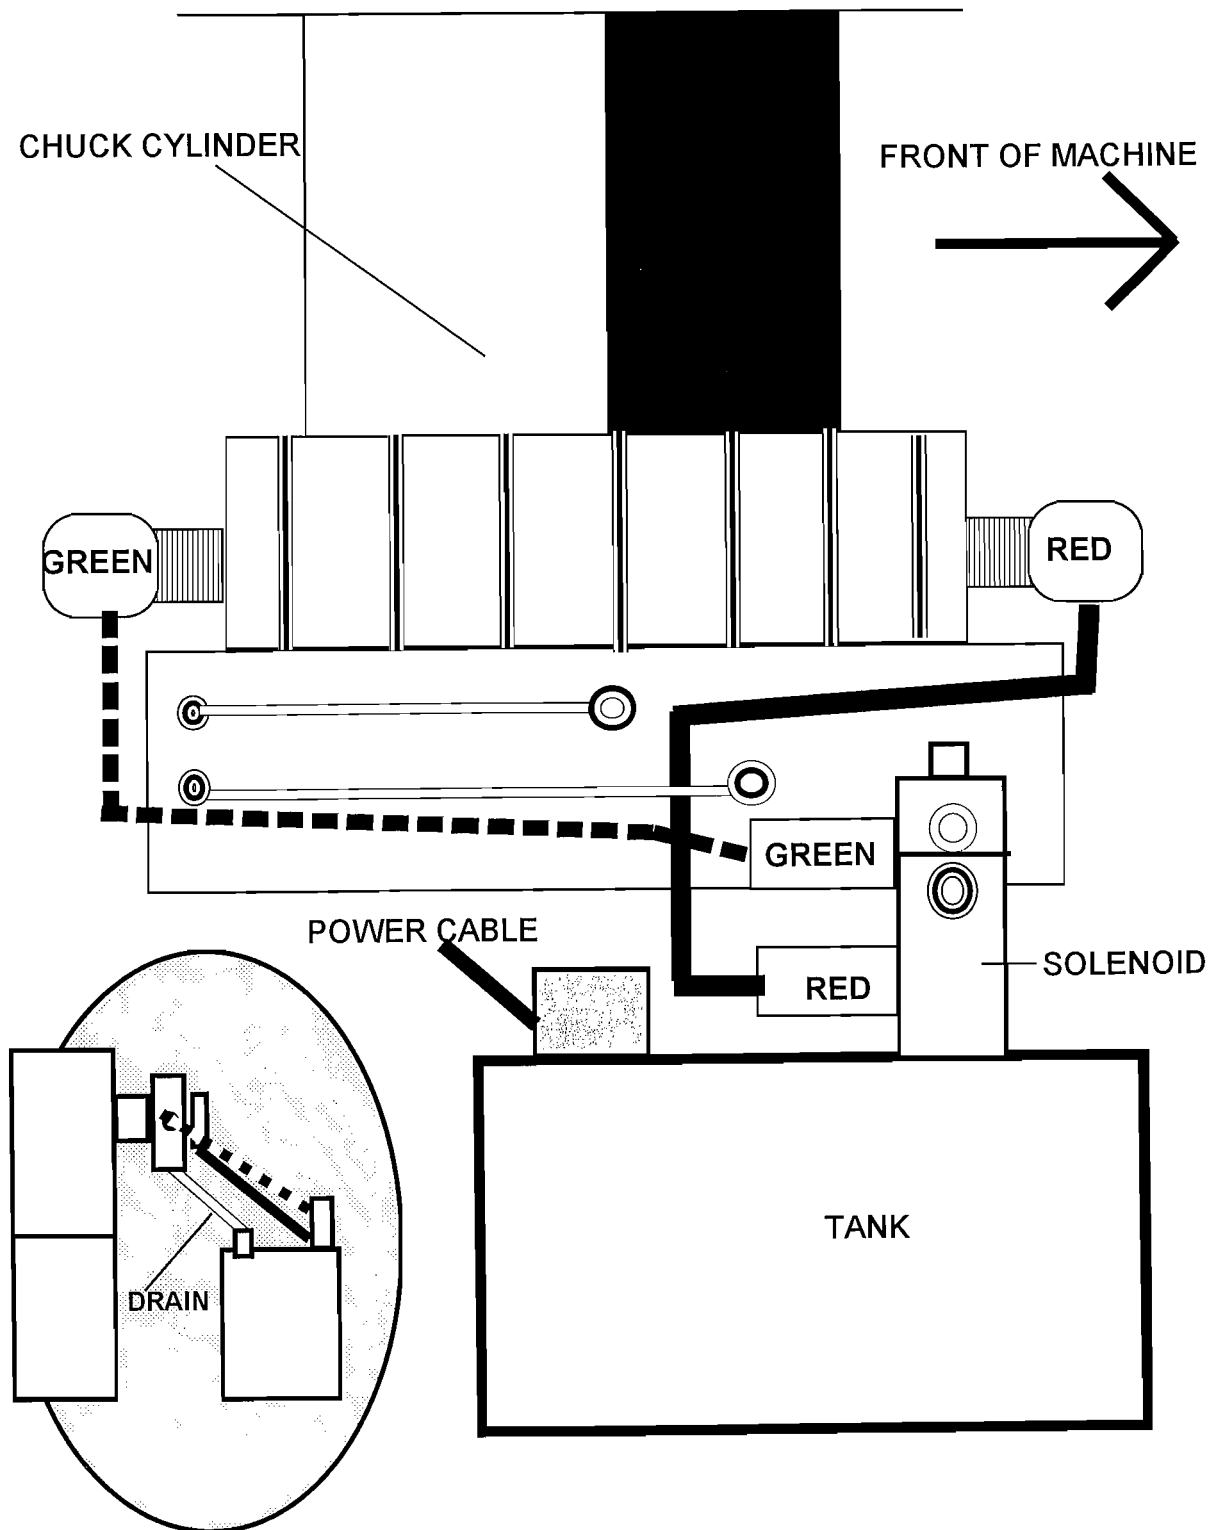 CHUCK CYLINDER
FRONT OF MACHINE
GREEN
RED
GREEN
POWER CABLE
RED
SOLENOID
TANK
DRAIN